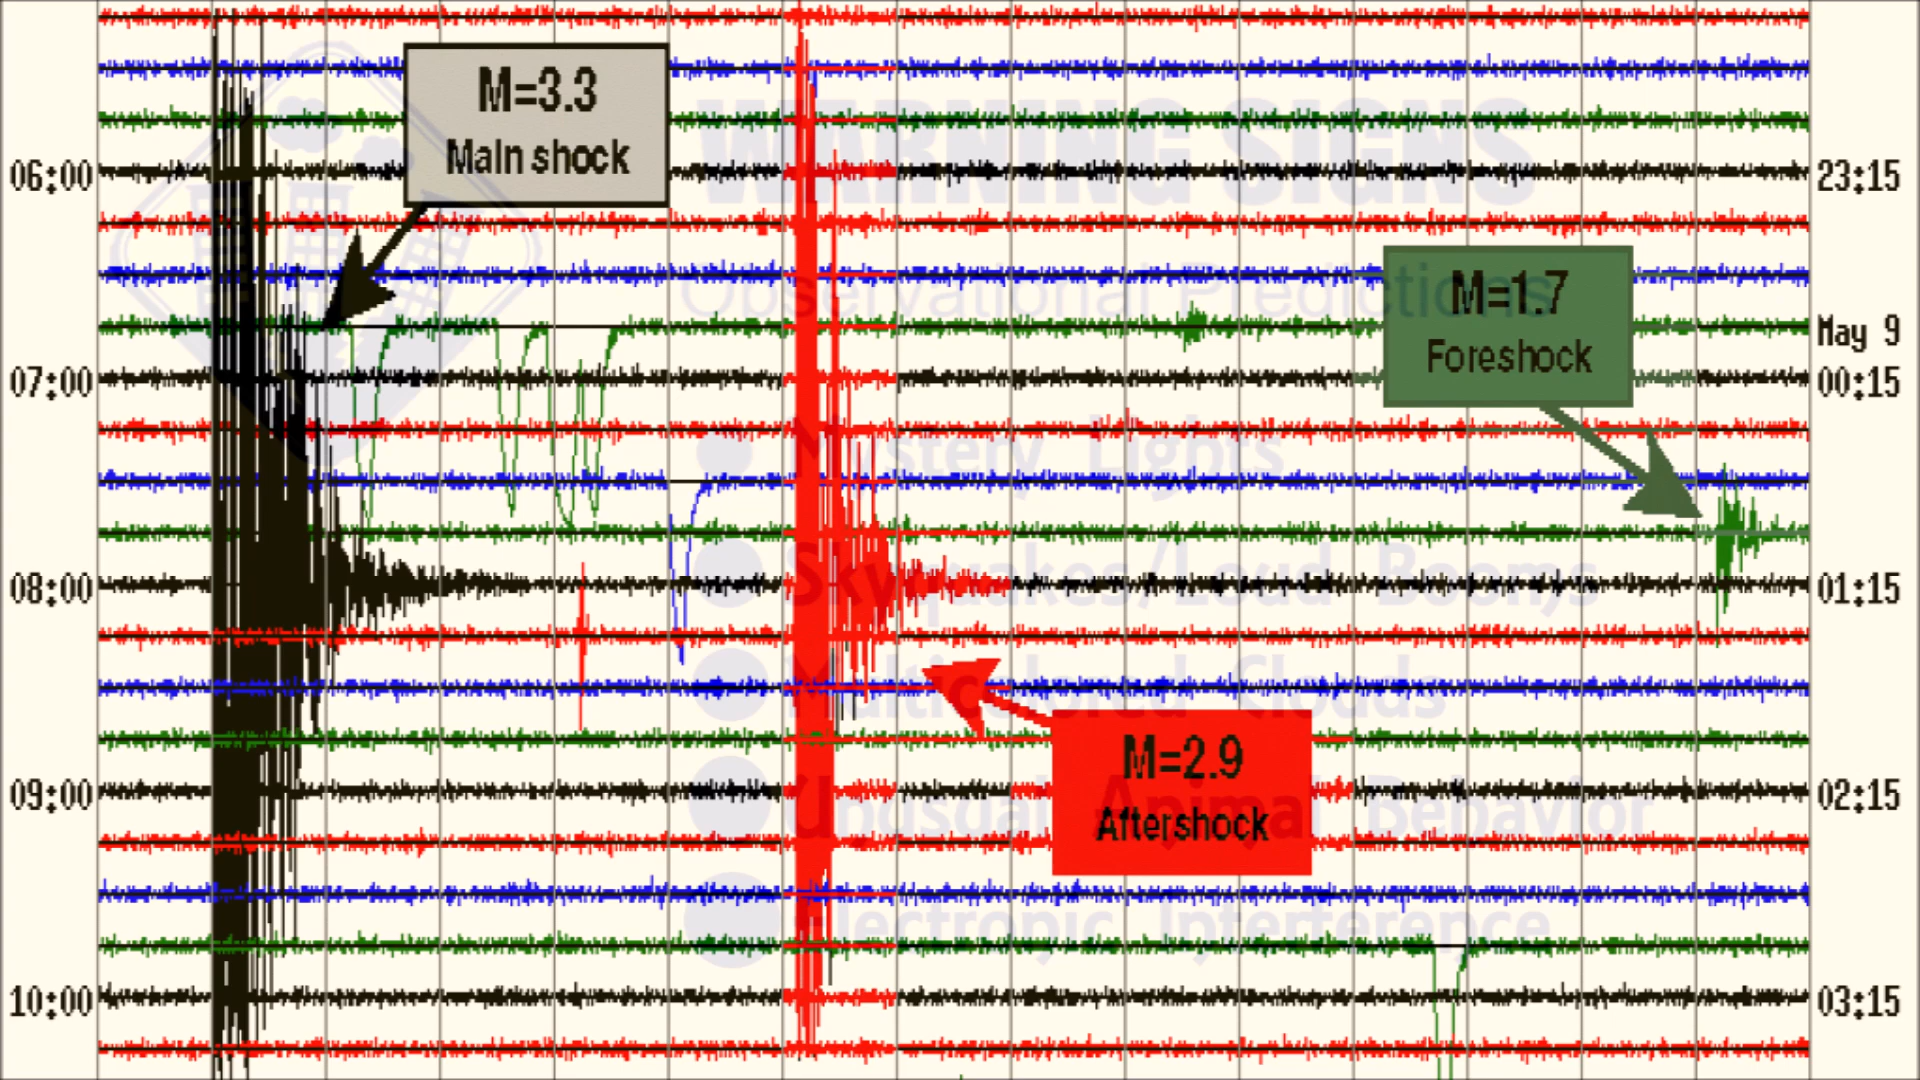 M=3.3
Main shock
WARNING SIGNS
06:00
23:15
Observational Predictions
M=1.7
Foreshock
May 9
07:00
00:15
Mystery Lights
Skyquakes/Loud Booms
08:00
01:15
Multicolored Clouds
M=2.9
Aftershock
09:00
02:15
Unusual Animal Behavior
Electronic Interference
10:00
03:15